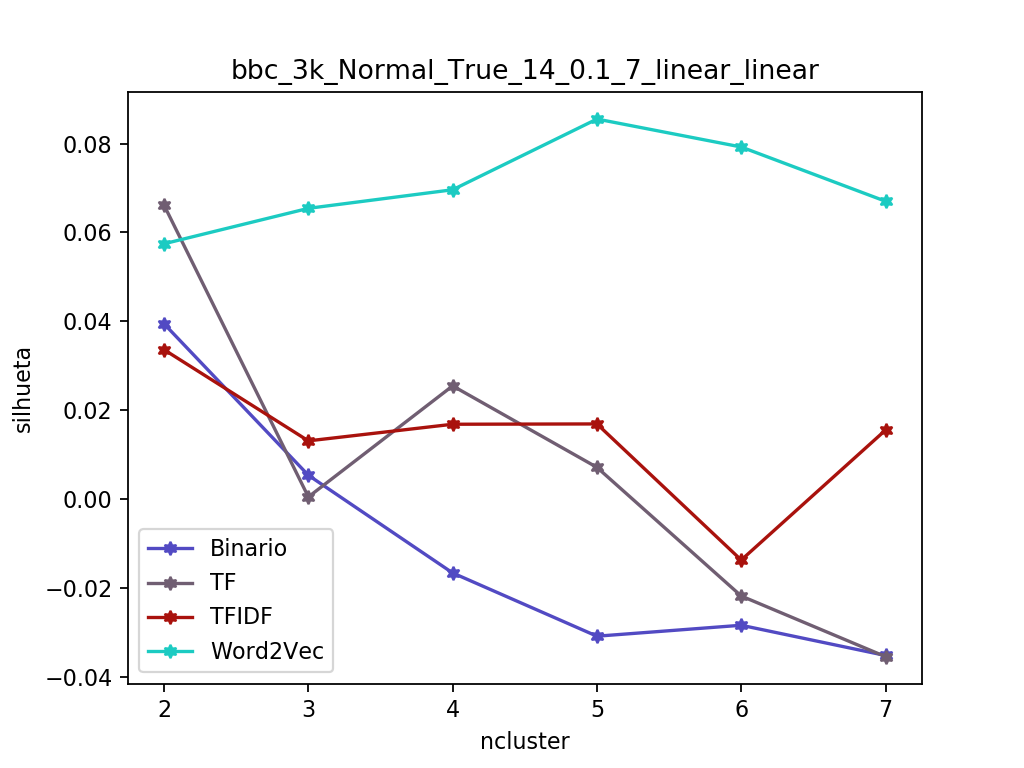 bbc_3k_Normal_True_14_0.1_7_linear_linear
silhueta
0.08
0.06
0.04
0.02
0.00
−0.02
−0.04
Binario
TF
TFIDF
Word2Vec
2 3 4 5 6 7
ncluster